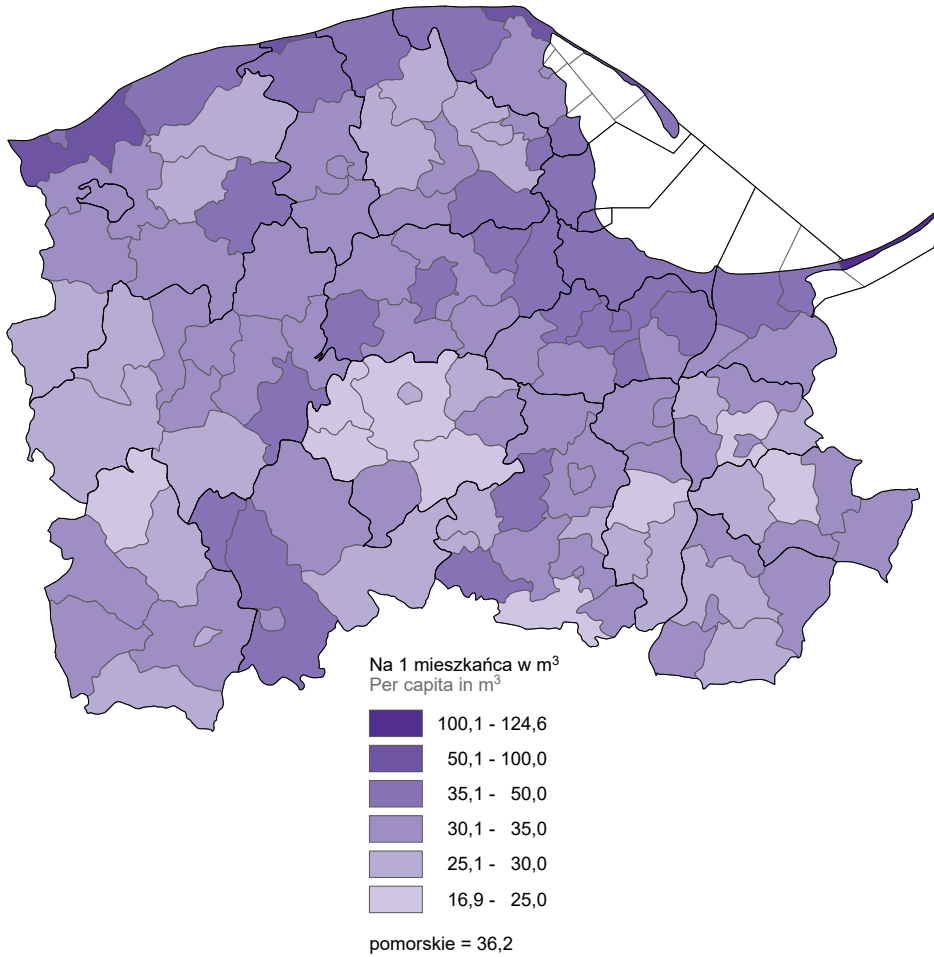 Na 1 mieszkańca w m³
Per capita in m³
100,1 - 124,6
50,1 - 100,0
35,1 - 50,0
30,1 - 35,0
25,1 - 30,0
16,9 - 25,0
pomorskie = 36,2